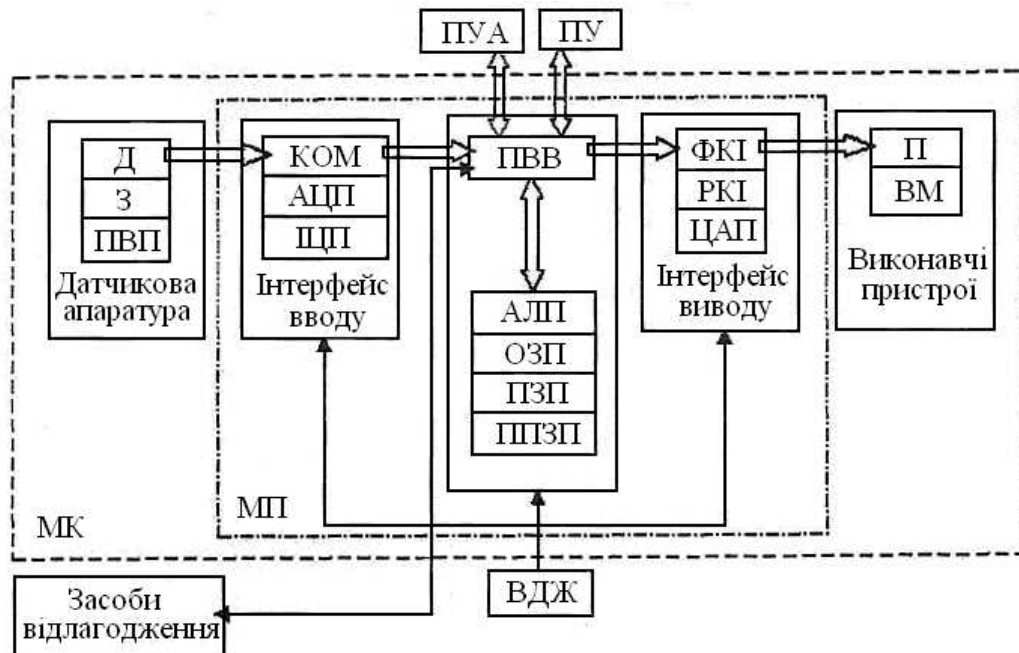 ПУА
ПУ
Д
З
ПВП
Датчикова
апаратура
КОМ
АЦП
ІЩП
Інтерфейс
вводу
ПВВ
АЛП
ОЗП
ПЗП
ППЗП
ФКІ
РКІ
ЦАП
Інтерфейс
виводу
П
ВМ
Виконавчі
пристрої
МК
МП
Засоби
відлагодження
ВДЖ